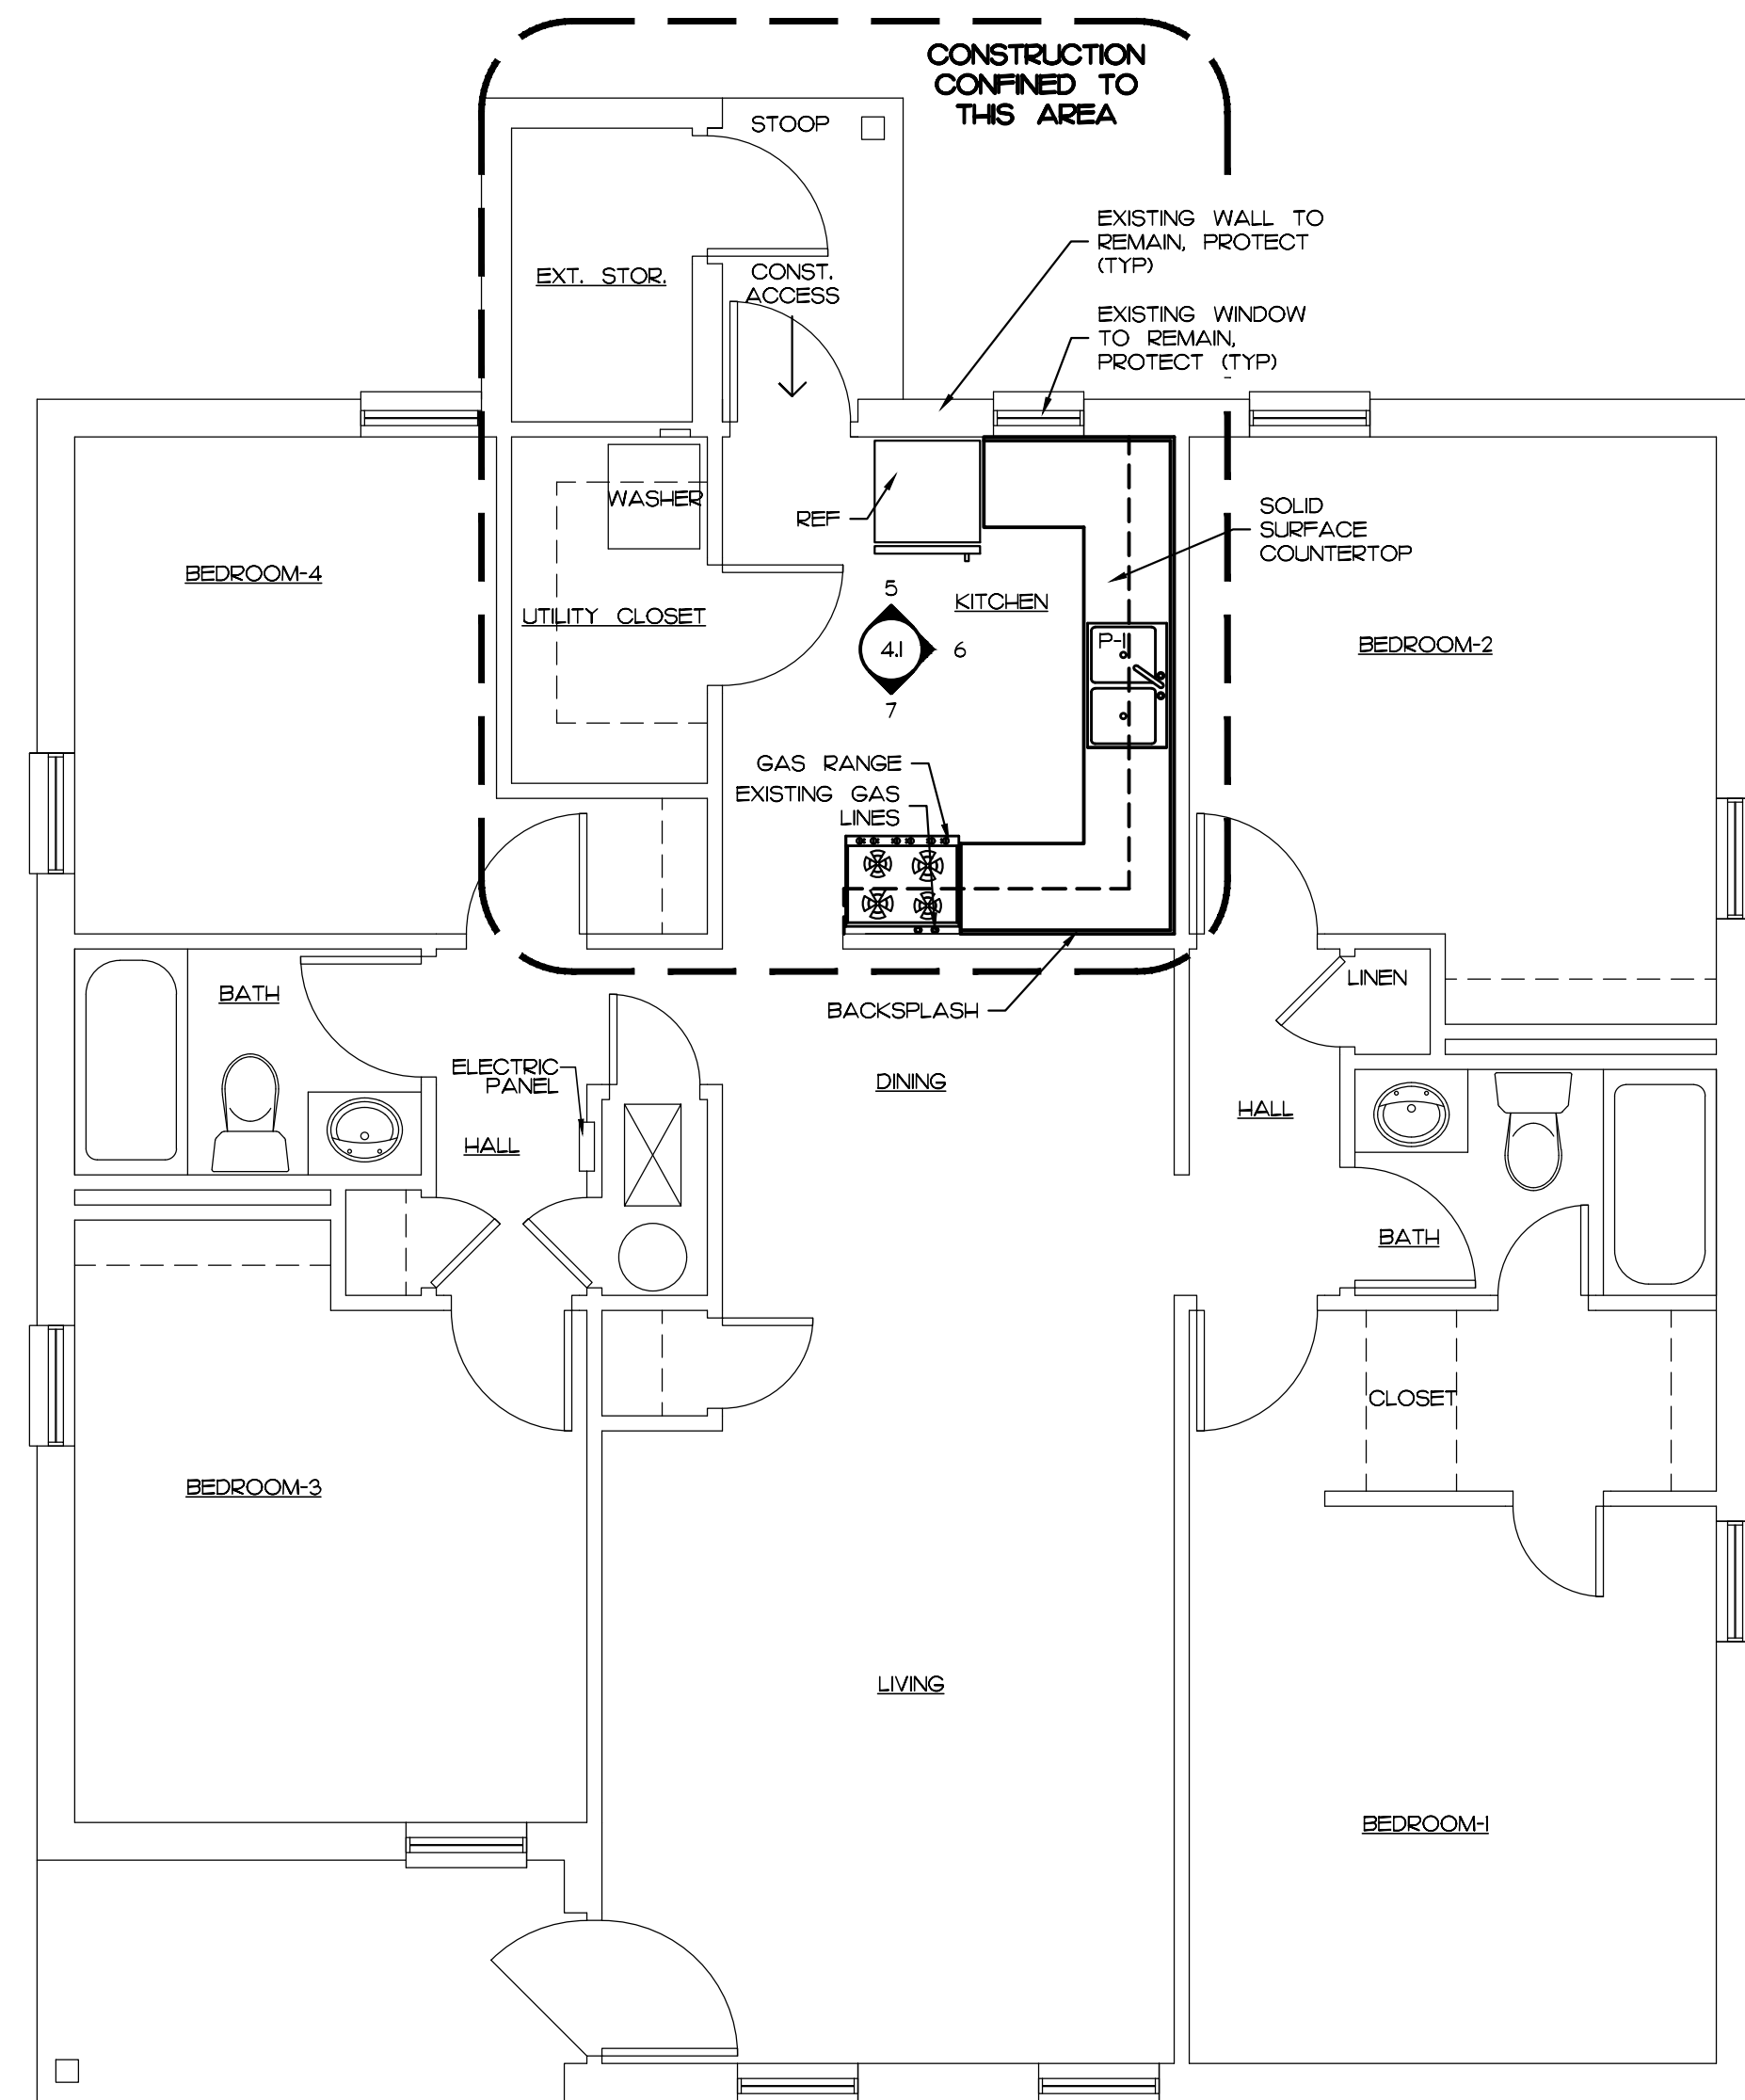 CONSTRUCTION
CONFINED TO
THIS AREA
STOOP
EXISTING WALL TO
REMAIN, PROTECT
(TYP)
EXT. STOR.
CONST.
ACCESS
EXISTING WINDOW
TO REMAIN,
PROTECT (TYP)
WASHER
REF
SOLID
SURFACE
COUNTERTOP
BEDROOM-4
UTILITY CLOSET
5
KITCHEN
4.1
6
7
P-1
BEDROOM-2
GAS RANGE
EXISTING GAS
LINES
BATH
BACKSPLASH
LINEN
ELECTRIC
PANEL
DINING
HALL
HALL
BATH
CLOSET
BEDROOM-3
LIVING
BEDROOM-1